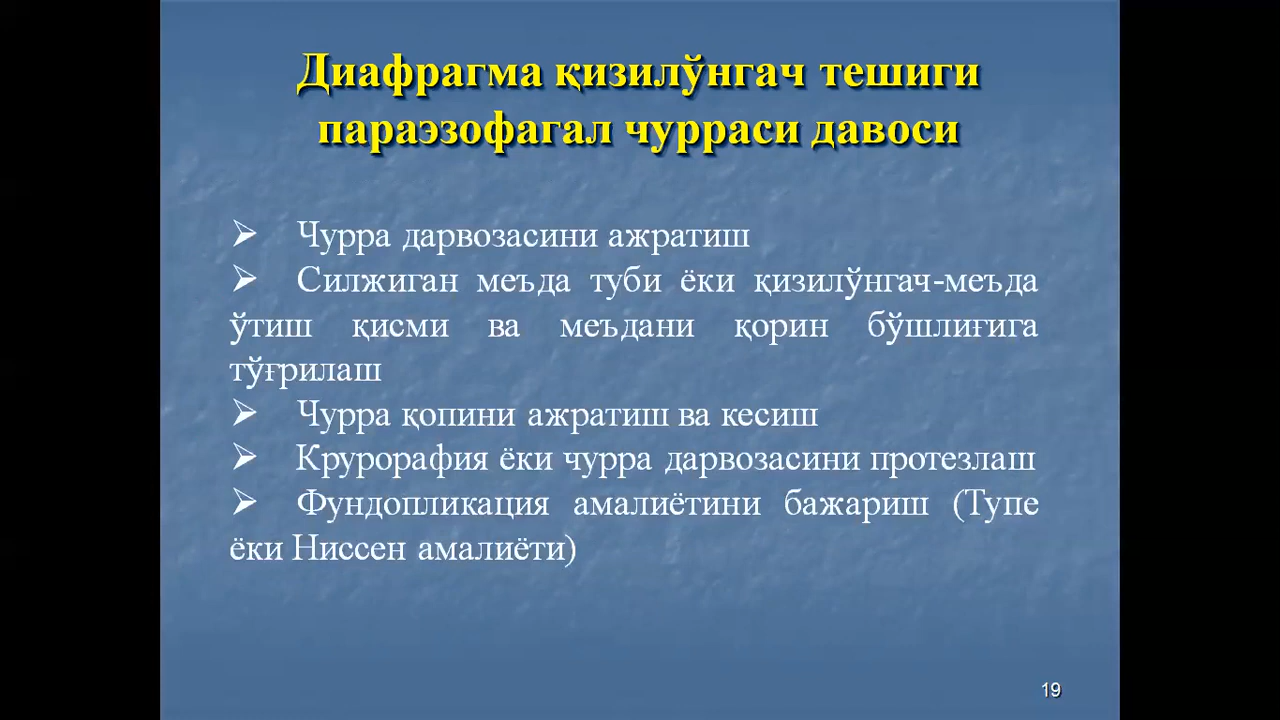 Диафрагма қизилўнгач тешиги
параэзофагал чурраси давоси
➢ Чурра дарвозасини ажратиш
➢ Силжиган меъда туби ёки қизилўнгач-меъда
ўтиш қисми ва меъдани қорин бўшлиғига
тўғрилаш
➢ Чурра қопини ажратиш ва кесиш
➢ Крурорафия ёки чурра дарвозасини протезлаш
➢ Фундопликация амалиётини бажариш (Тупе
ёки Ниссен амалиёти)
19